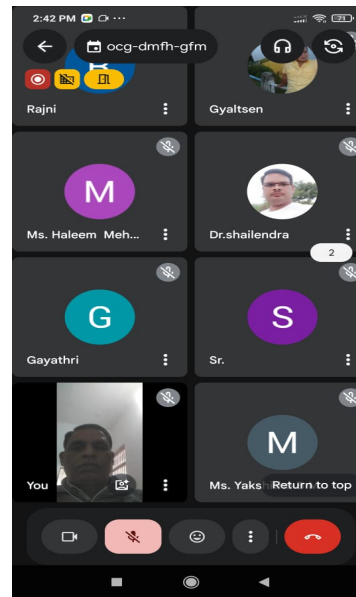 2:42 PM
71
ocg-dmfh-gfm
Rajni
Gyaltsen
M
Ms. Haleem Meh...
Dr.shailendra
2
G
S
Gayathri
Sr.
M
You
Ms. Yaks
Return to top